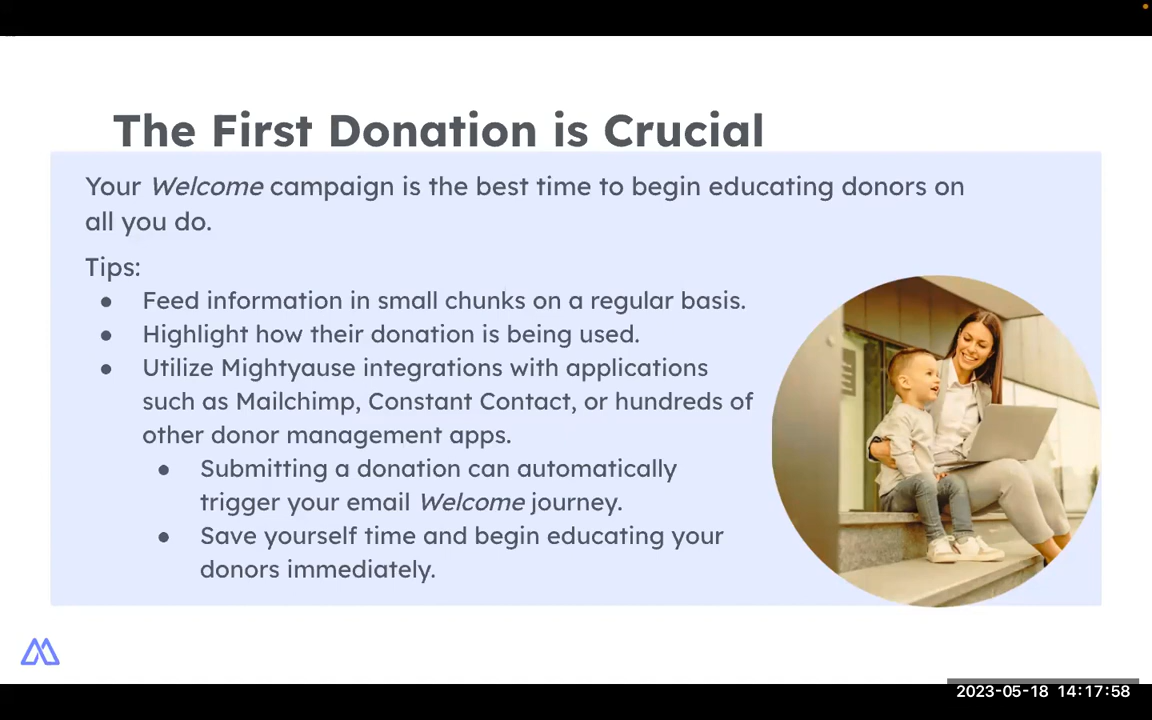 The First Donation is Crucial
Your Welcome campaign is the best time to begin educating donors on
all you do.
Tips:
● Feed information in small chunks on a regular basis.
● Highlight how their donation is being used.
● Utilize Mightyause integrations with applications
such as Mailchimp, Constant Contact, or hundreds of
other donor management apps.
● Submitting a donation can automatically
trigger your email Welcome journey.
● Save yourself time and begin educating your
donors immediately.
2023-05-18 14:17:58